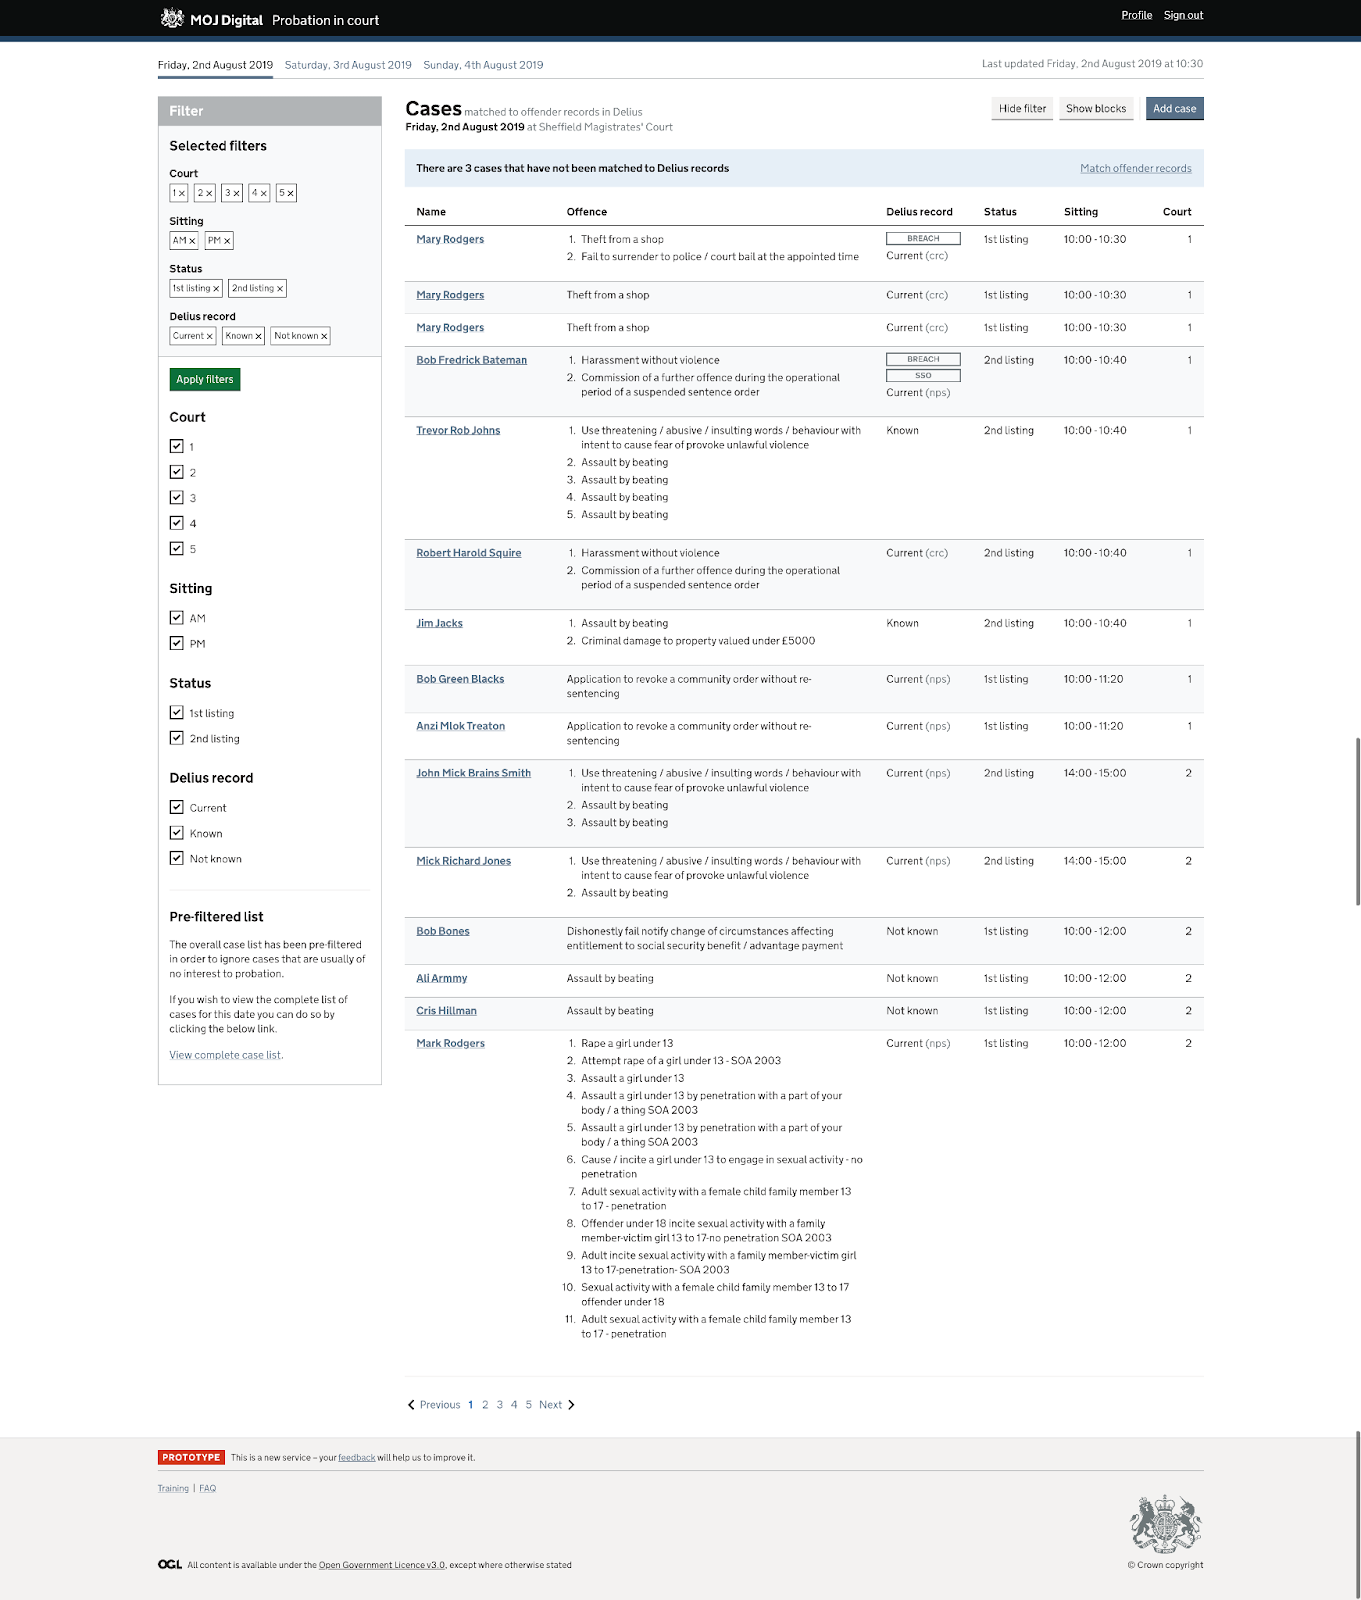 MOJ Digital Probation in court
Profile Sign out
Friday, 2nd August 2019 Saturday, 3rd August 2019 Sunday, 4th August 2019
Last updated Friday, 2nd August 2019 at 10:30
Filter
Selected filters
Court
1 × 2 × 3 × 4 × 5 ×
Sitting
AM × PM ×
Status
1st listing × 2nd listing ×
Delius record
Current × Known × Not known ×
Apply filters
Court
1
2
3
4
5
Sitting
AM
PM
Status
1st listing
2nd listing
Delius record
Current
Known
Not known
Pre-filtered list
The overall case list has been pre-filtered
in order to ignore cases that are usually of
no interest to probation.
If you wish to view the complete list of
cases for this date you can do so by
clicking the below link.
View complete case list.
Cases matched to offender records in Delius
Friday, 2nd August 2019 at Sheffield Magistrates' Court
Hide filter Show blocks Add case
There are 3 cases that have not been matched to Delius records
Match offender records
Name Offence Delius record Status Sitting Court
Mary Rodgers 1. Theft from a shop BREACH 1st listing 10:00 - 10:30 1
2. Fail to surrender to police / court bail at the appointed time Current (crc)
Mary Rodgers Theft from a shop Current (crc) 1st listing 10:00 - 10:30 1
Mary Rodgers Theft from a shop Current (crc) 1st listing 10:00 - 10:30 1
Bob Fredrick Bateman 1. Harassment without violence BREACH 2nd listing 10:00 - 10:40 1
2. Commission of a further offence during the operational SSO
period of a suspended sentence order Current (nps)
Trevor Rob Johns 1. Use threatening / abusive / insulting words / behaviour with Known 2nd listing 10:00 - 10:40 1
intent to cause fear of provoke unlawful violence
2. Assault by beating
3. Assault by beating
4. Assault by beating
5. Assault by beating
Robert Harold Squire 1. Harassment without violence Current (crc) 2nd listing 10:00 - 10:40 1
2. Commission of a further offence during the operational
period of a suspended sentence order
Jim Jacks 1. Assault by beating Known 2nd listing 10:00 - 10:40 1
2. Criminal damage to property valued under £5000
Bob Green Blacks Application to revoke a community order without re- Current (nps) 1st listing 10:00 - 11:20 1
sentencing
Anzi Mlok Treaton Application to revoke a community order without re- Current (nps) 1st listing 10:00 - 11:20 1
sentencing
John Mick Brains Smith 1. Use threatening / abusive / insulting words / behaviour with Current (nps) 2nd listing 14:00 - 15:00 2
intent to cause fear of provoke unlawful violence
2. Assault by beating
3. Assault by beating
Mick Richard Jones 1. Use threatening / abusive / insulting words / behaviour with Current (nps) 2nd listing 14:00 - 15:00 2
intent to cause fear of provoke unlawful violence
2. Assault by beating
Bob Bones Dishonestly fail notify change of circumstances affecting Not known 1st listing 10:00 - 12:00 2
entitlement to social security benefit / advantage payment
Ali Armmy Assault by beating Not known 1st listing 10:00 - 12:00 2
Cris Hillman Assault by beating Not known 1st listing 10:00 - 12:00 2
Mark Rodgers 1. Rape a girl under 13 Current (nps) 1st listing 10:00 - 12:00 2
2. Attempt rape of a girl under 13 - SOA 2003
3. Assault a girl under 13
4. Assault a girl under 13 by penetration with a part of your
body / a thing SOA 2003
5. Assault a girl under 13 by penetration with a part of your
body / a thing SOA 2003
6. Cause / incite a girl under 13 to engage in sexual activity - no
penetration
7. Adult sexual activity with a female child family member 13
to 17 - penetration
8. Offender under 18 incite sexual activity with a family
member-victim girl 13 to 17-no penetration SOA 2003
9. Adult incite sexual activity with a family member-victim girl
13 to 17-penetration- SOA 2003
10. Sexual activity with a female child family member 13 to 17
offender under 18
11. Adult sexual activity with a female child family member 13
to 17 - penetration
Previous 1 2 3 4 5 Next
PROTOTYPE This is a new service – your feedback will help us to improve it.
Training | FAQ
OGL All content is available under the Open Government Licence v3.0, except where otherwise stated
© Crown copyright